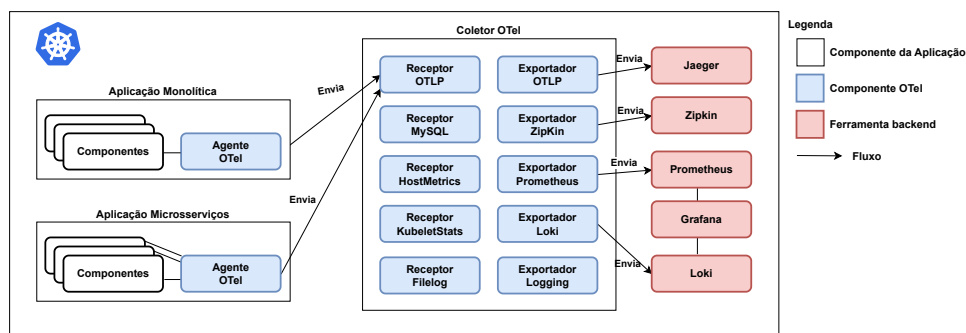 Coletor OTel
Legenda
Componente da Aplicação
Componente OTel
Ferramenta backend
Fluxo
Aplicação Monolítica
Componentes
Agente
OTel
Envia
Aplicação Microsserviços
Componentes
Agente
OTel
Envia
Receptor
OTLP
Receptor
MySQL
Receptor
HostMetrics
Receptor
KubeletStats
Receptor
Filelog
Exportador
OTLP
Exportador
ZipKin
Exportador
Prometheus
Exportador
Loki
Exportador
Logging
Envia
Envia
Envia
Envia
Jaeger
Zipkin
Prometheus
Grafana
Loki